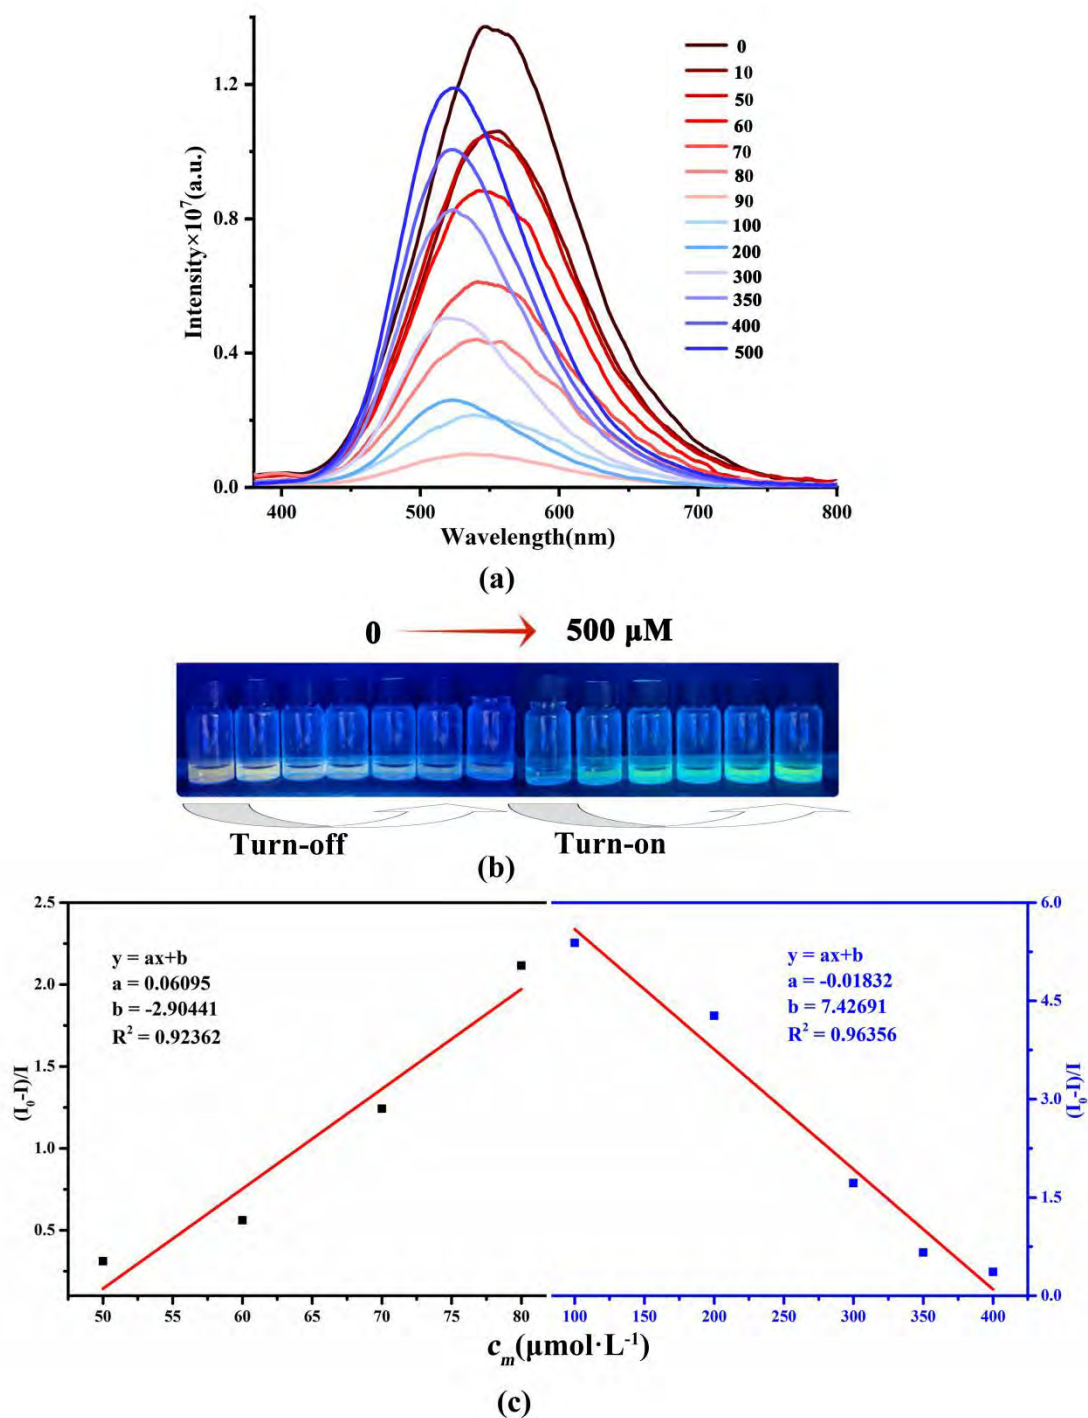 1.2
0.8
0.4
0.0
Intensity×10⁷(a.u.)
0
10
50
60
70
80
90
100
200
300
350
400
500
400 500 600 700 800
Wavelength(nm)
(a)
0 500 μM
Turn-off Turn-on
(b)
2.5
2.0
1.5
1.0
0.5
(I₀-I)/I
y = ax+b
a = 0.06095
b = -2.90441
R² = 0.92362
y = ax+b
a = -0.01832
b = 7.42691
R² = 0.96356
6.0
4.5
3.0
1.5
0.0
(I₀-I)/I
50 55 60 65 70 75 80 100 150 200 250 300 350 400
cₘ(μmol·L⁻¹)
(c)